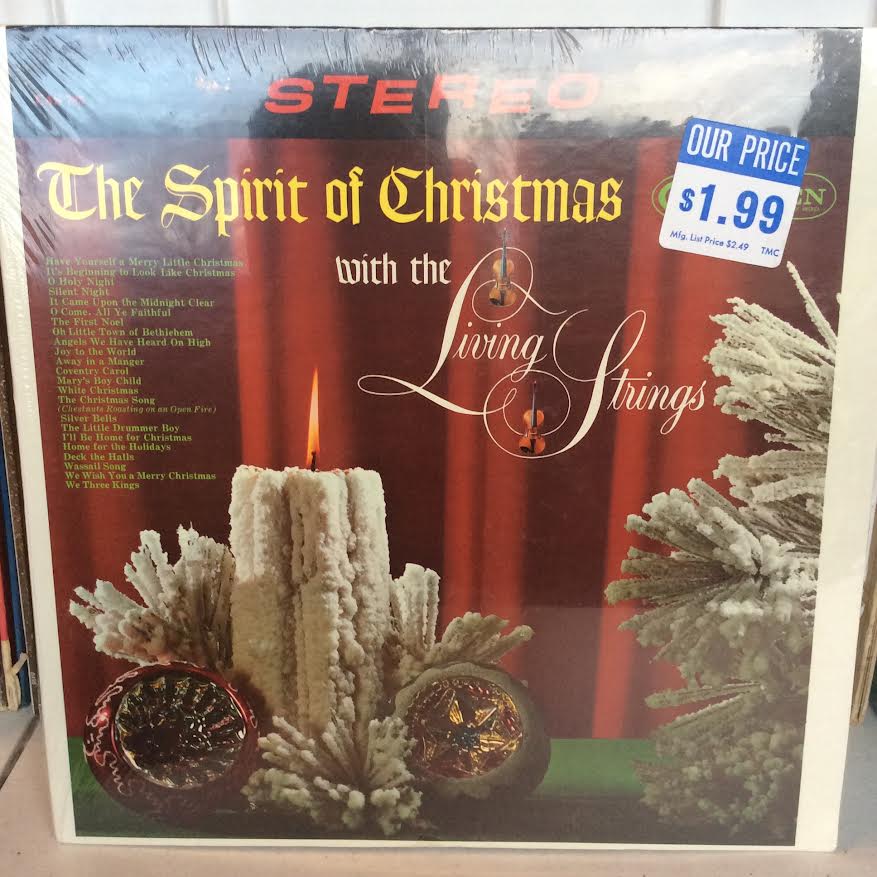 STEREO
The Spirit of Christmas
OUR PRICE
$1.99
Mfg. List Price $2.49 TMC
with the
Living
Strings
Have Yourself a Merry Little Christmas
It's Beginning to Look Like Christmas
O Holy Night
Silent Night
It Came Upon the Midnight Clear
O Come, All Ye Faithful
The First Noel
Oh Little Town of Bethlehem
Angels We Have Heard On High
Joy to the World
Away in a Manger
Coventry Carol
Mary's Boy Child
White Christmas
The Christmas Song
(Chestnuts Roasting on an Open Fire)
Silver Bells
The Little Drummer Boy
I'll Be Home for Christmas
Home for the Holidays
Deck the Halls
Wassail Song
We Wish You a Merry Christmas
We Three Kings